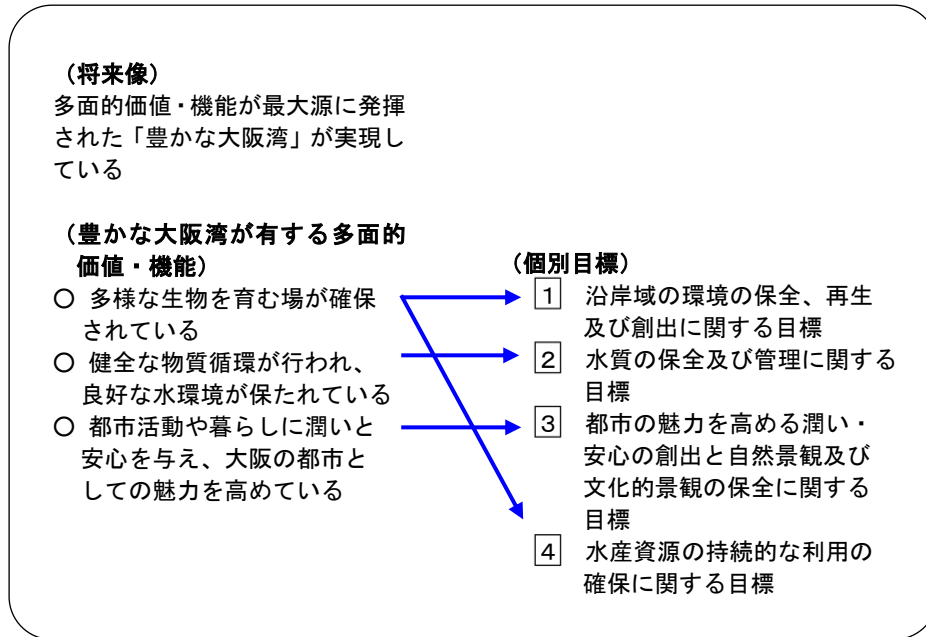 （将来像）
多面的価値・機能が最大源に発揮
された「豊かな大阪湾」が実現し
ている
（豊かな大阪湾が有する多面的
価値・機能）
○ 多様な生物を育む場が確保
されている
○ 健全な物質循環が行われ、
良好な水環境が保たれている
○ 都市活動や暮らしに潤いと
安心を与え、大阪の都市と
しての魅力を高めている
（個別目標）
1 沿岸域の環境の保全、再生
及び創出に関する目標
2 水質の保全及び管理に関する
目標
3 都市の魅力を高める潤い・
安心の創出と自然景観及び
文化的景観の保全に関する
目標
4 水産資源の持続的な利用の
確保に関する目標